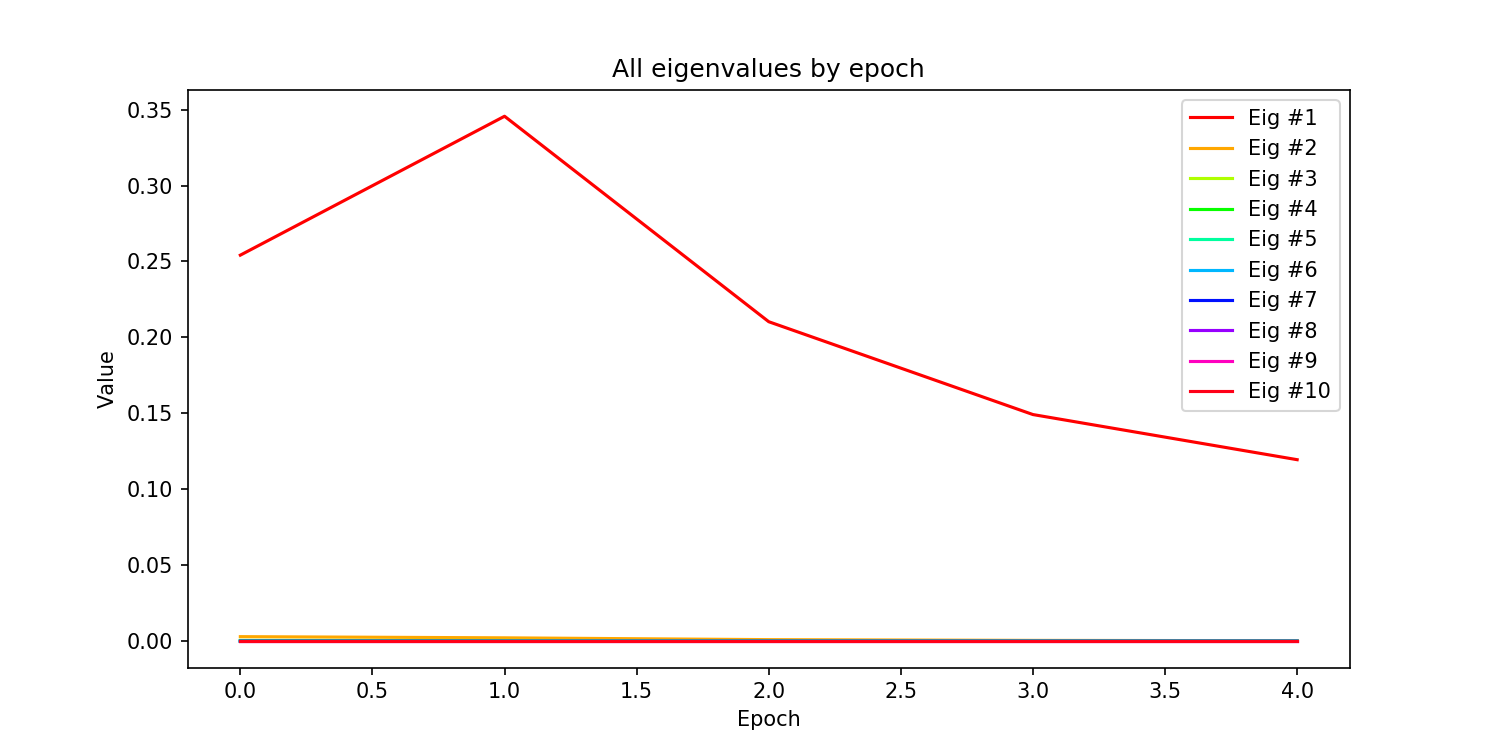 All eigenvalues by epoch
0.35
0.30
0.25
0.20
0.15
0.10
0.05
0.00
Value
0.0 0.5 1.0 1.5 2.0 2.5 3.0 3.5 4.0
Epoch
Eig #1
Eig #2
Eig #3
Eig #4
Eig #5
Eig #6
Eig #7
Eig #8
Eig #9
Eig #10